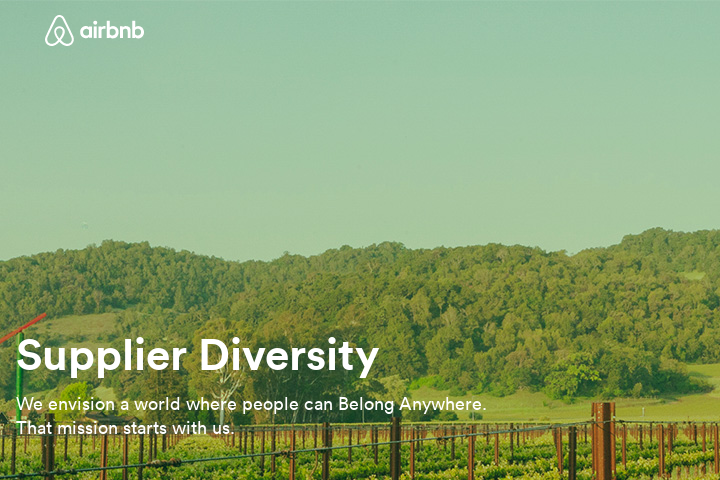 airbnb
Supplier Diversity
We envision a world where people can Belong Anywhere.
That mission starts with us.